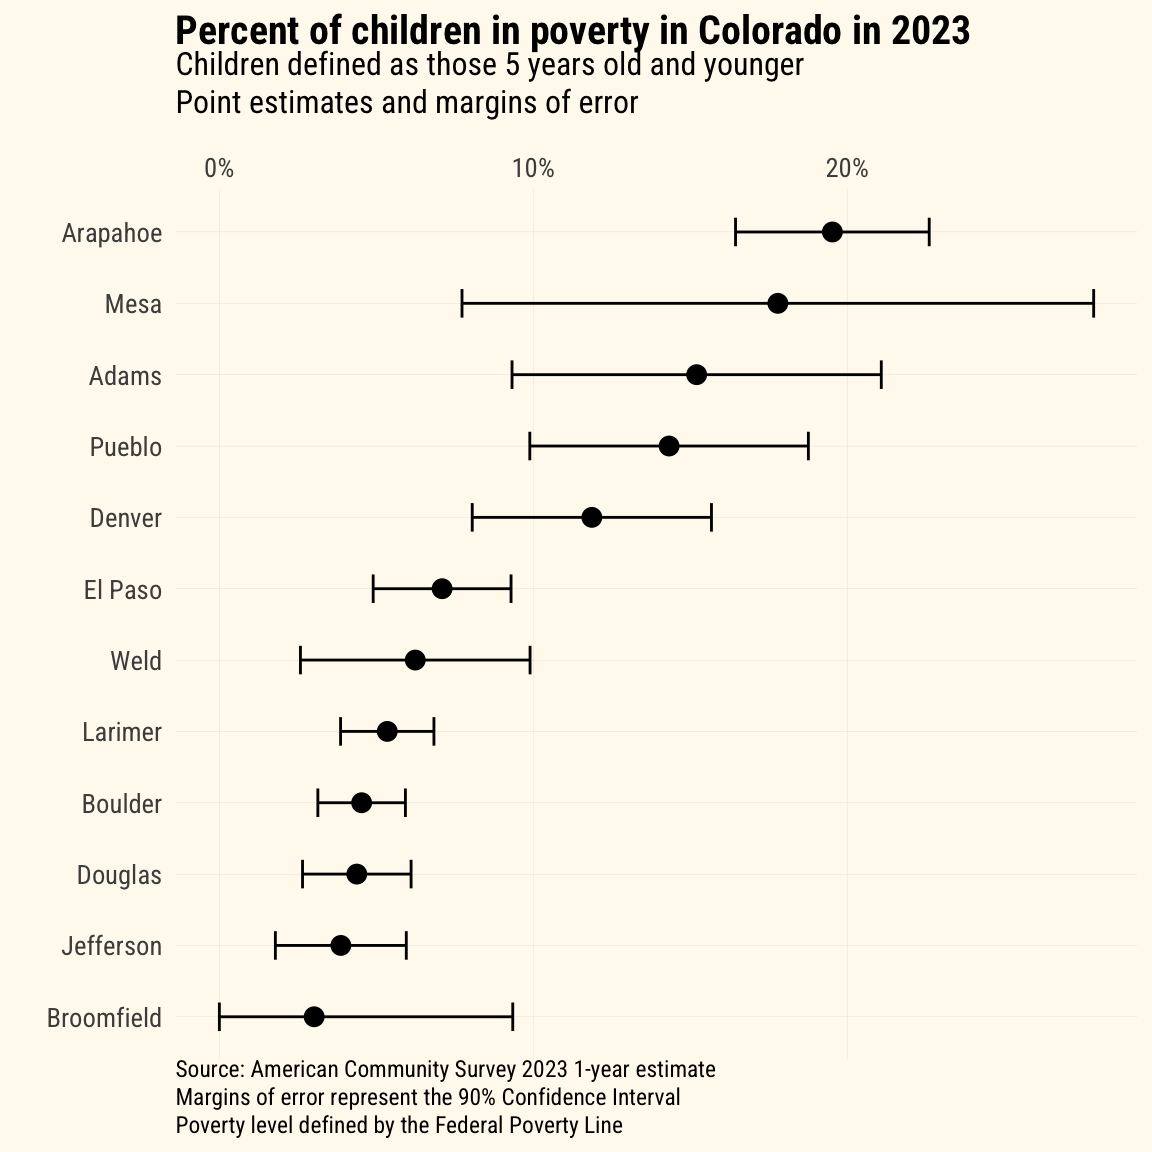 Percent of children in poverty in Colorado in 2023
Children defined as those 5 years old and younger
Point estimates and margins of error
0% 10% 20%
Arapahoe
Mesa
Adams
Pueblo
Denver
El Paso
Weld
Larimer
Boulder
Douglas
Jefferson
Broomfield
Source: American Community Survey 2023 1-year estimate
Margins of error represent the 90% Confidence Interval
Poverty level defined by the Federal Poverty Line